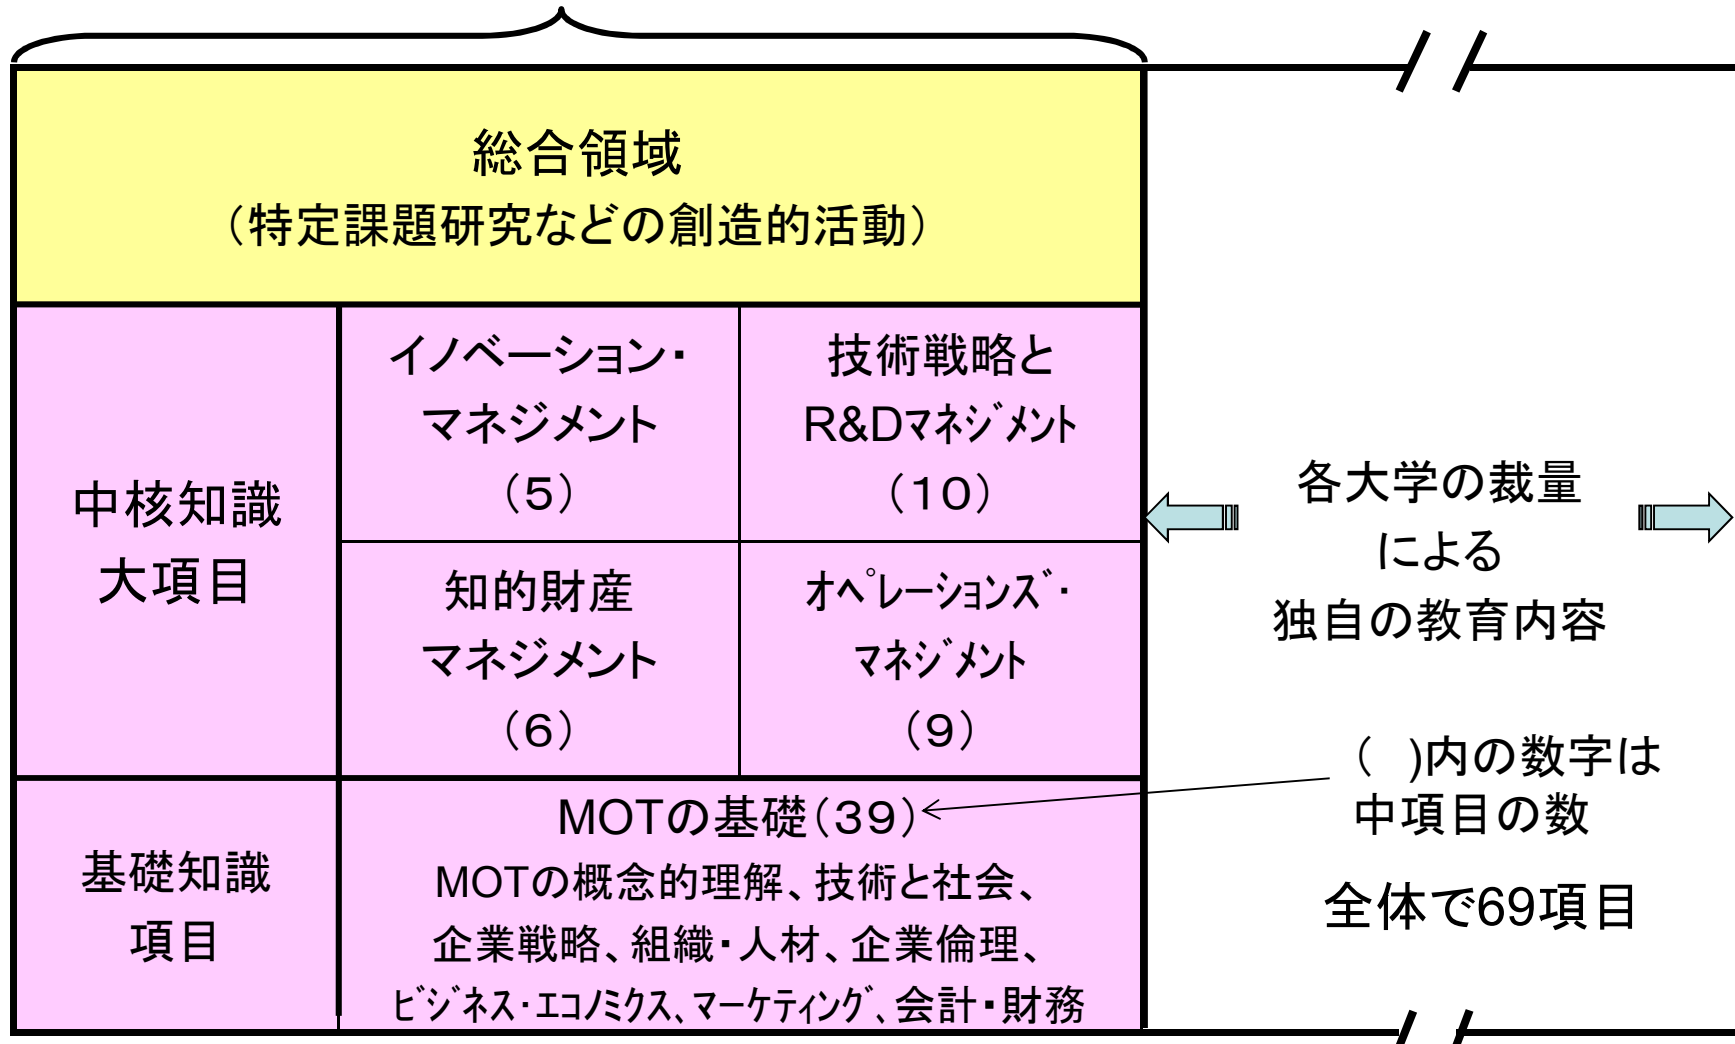 総合領域
（特定課題研究などの創造的活動）
中核知識
大項目
イノベーション・
マネジメント
（5）
技術戦略と
R&Dﾏﾈｼﾞﾒﾝﾄ
（10）
知的財産
マネジメント
（6）
ｵﾍﾟﾚｰｼｮﾝｽﾞ･
ﾏﾈｼﾞﾒﾝﾄ
（9）
基礎知識
項目
MOTの基礎（39）
MOTの概念的理解、技術と社会、
企業戦略、組織・人材、企業倫理、
ﾋﾞｼﾞﾈｽ･ｴｺﾉﾐｸｽ、ﾏｰｹﾃｨﾝｸﾞ、会計・財務
各大学の裁量
による
独自の教育内容
（　)内の数字は
中項目の数
全体で69項目